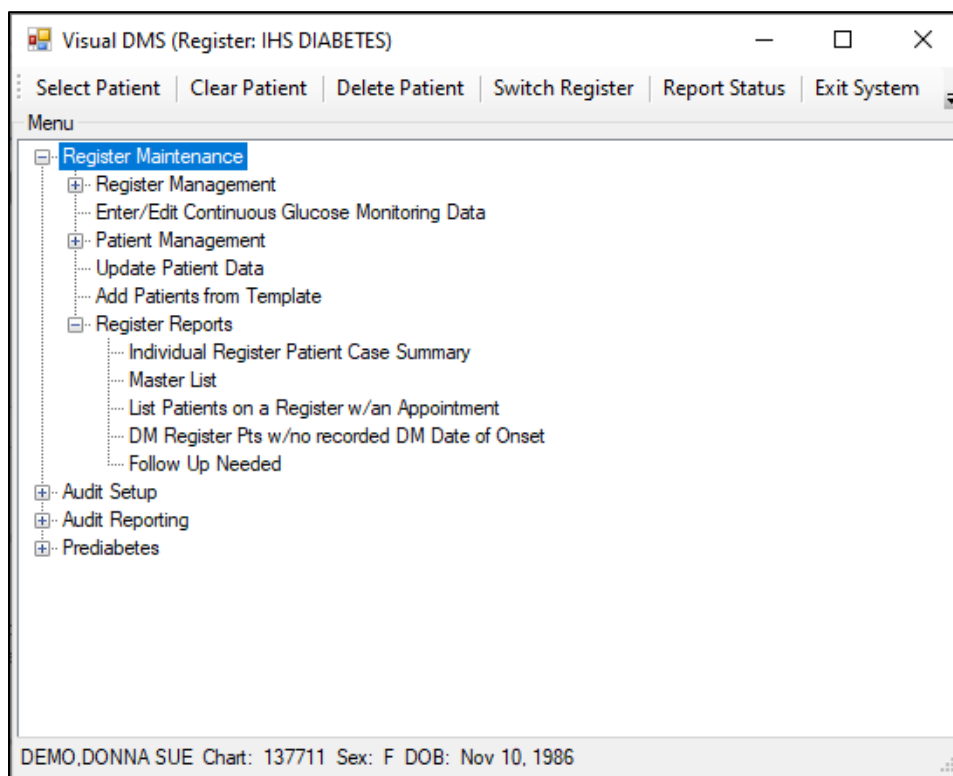 Visual DMS (Register: IHS DIABETES)
Select Patient Clear Patient Delete Patient Switch Register Report Status Exit System
Menu
Register Maintenance
Register Management
Enter/Edit Continuous Glucose Monitoring Data
Patient Management
Update Patient Data
Add Patients from Template
Register Reports
Individual Register Patient Case Summary
Master List
List Patients on a Register w/an Appointment
DM Register Pts w/no recorded DM Date of Onset
Follow Up Needed
Audit Setup
Audit Reporting
Prediabetes
DEMO,DONNA SUE Chart: 137711 Sex: F DOB: Nov 10, 1986